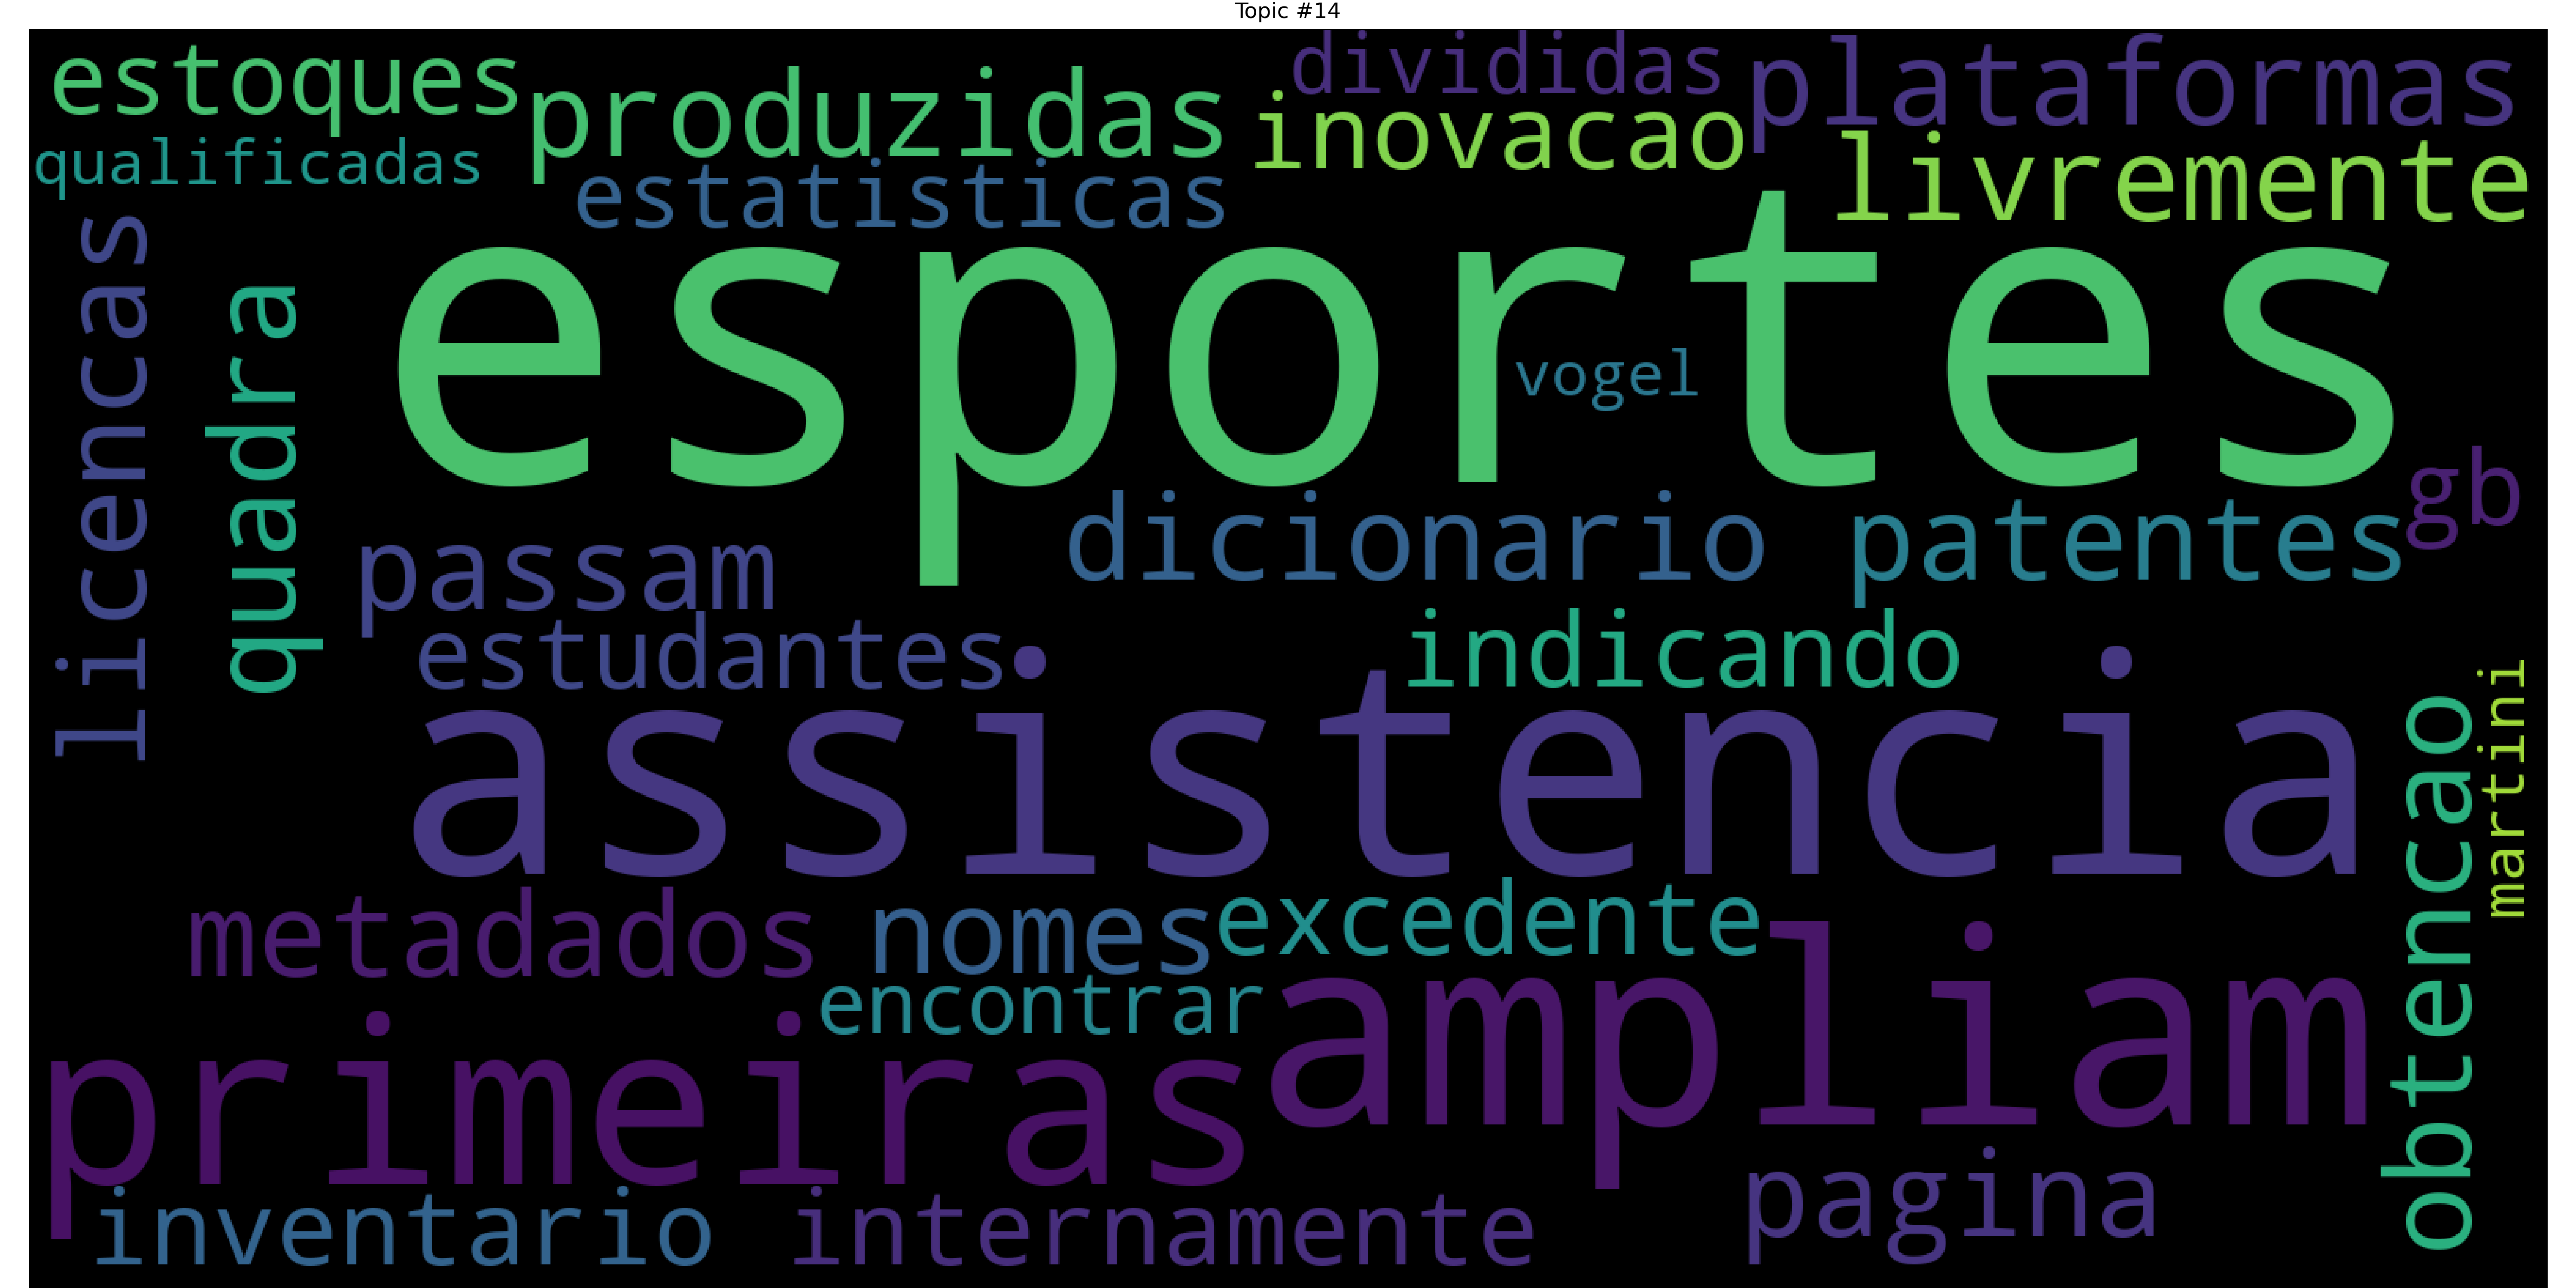 Topic #14
estoques
produzidas
divididas
plataformas
qualificadas
estatisticas
inovacao
livremente
licencas
quadra
esportes
vogel
gb
passam
dicionario
patentes
estudantes
indicando
assistencia
martini
obtencao
metadados
nomes
excedente
encontrar
primeiras
ampliam
inventario
internamente
pagina